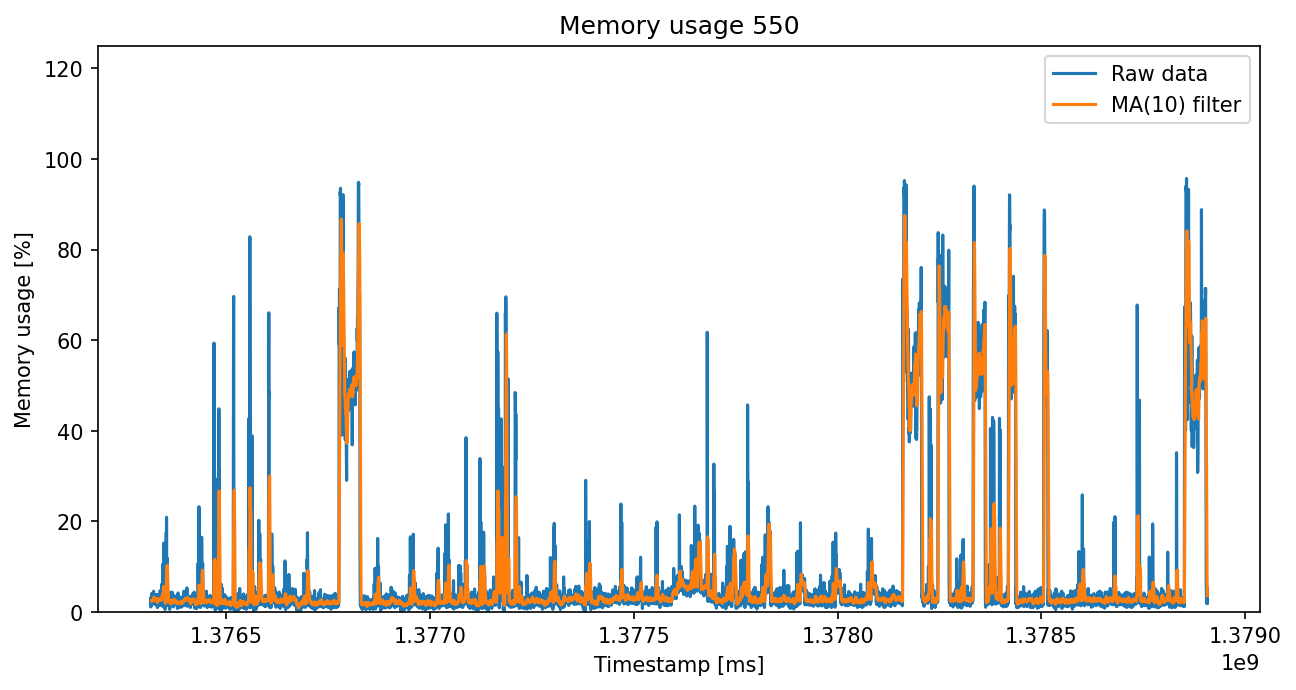 Memory usage 550
Raw data
MA(10) filter
Memory usage [%]
120
100
80
60
40
20
0
1.3765 1.3770 1.3775 1.3780 1.3785 1.3790
1e9
Timestamp [ms]